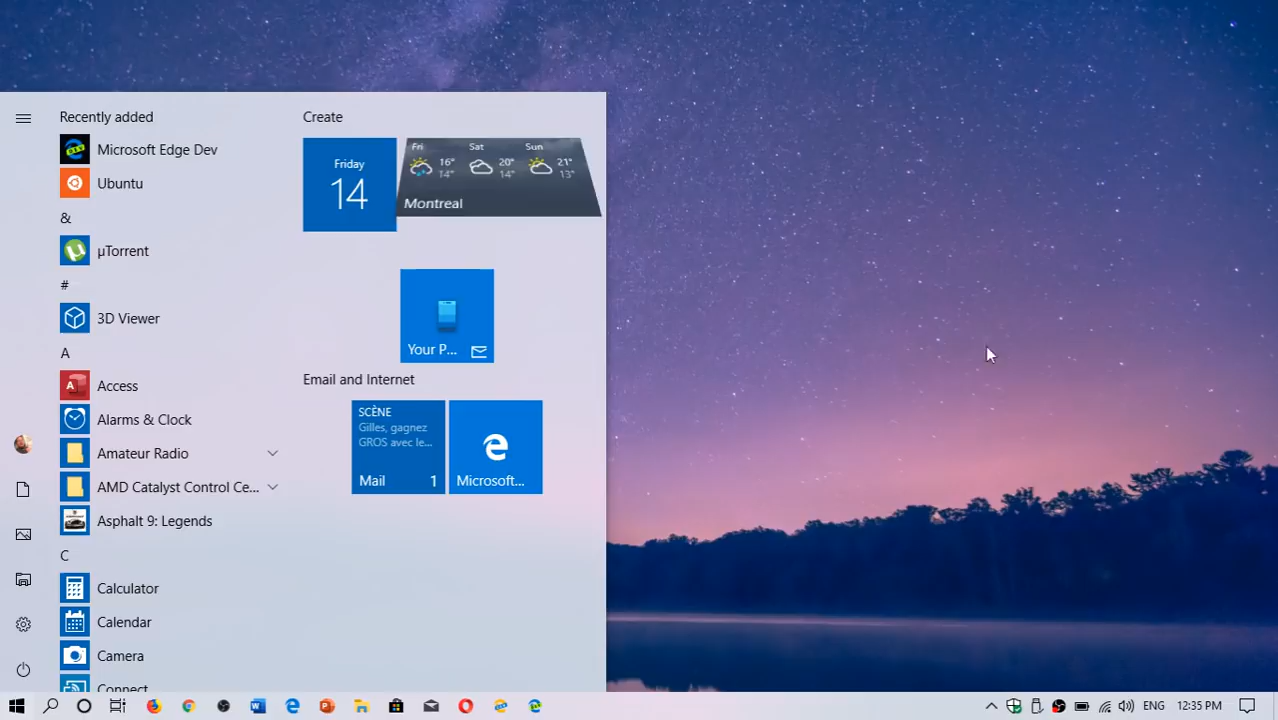 Recently added
Microsoft Edge Dev
Ubuntu
&
µTorrent
#
3D Viewer
A
Access
Alarms & Clock
Amateur Radio
AMD Catalyst Control Ce...
Asphalt 9: Legends
C
Calculator
Calendar
Camera
Connect
Create
Friday
14
Fri Sat Sun
16° 20° 21°
14° 14° 13°
Montreal
Your P...
Email and Internet
SCÈNE
Gilles, gagnez
GROS avec le...
Mail 1
Microsoft...
ENG 12:35 PM